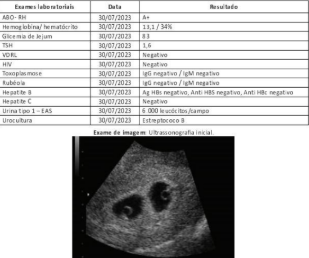 Exames laboratoriais Data Resultado
ABO- RH 30/07/2023 A+
Hemoglobina/ hematócrito 30/07/2023 13,1 / 34%
Glicemia de Jejum 30/07/2023 83
TSH 30/07/2023 1,6
VDRL 30/07/2023 Negativo
HIV 30/07/2023 Negativo
Toxoplasmose 30/07/2023 IgG negativo / IgM negativo
Rubéola 30/07/2023 IgG negativo / IgM negativo
Hepatite B 30/07/2023 Ag HBs negativo, Anti HBS negativo, Anti HBc negativo
Hepatite C 30/07/2023 Negativo
Urina tipo 1 – EAS 30/07/2023 6 000 leucócitos/campo
Urocultura 30/07/2023 Estreptococo B
Exame de imagem: Ultrassonografia inicial.